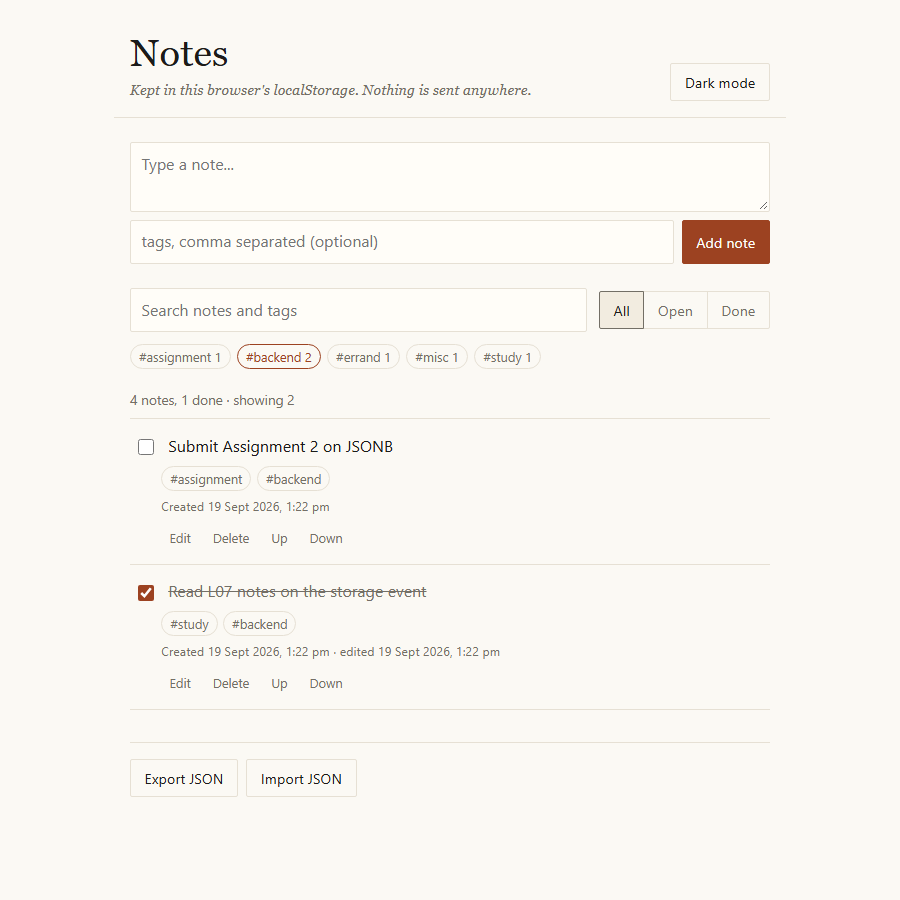 Notes
Kept in this browser's localStorage. Nothing is sent anywhere.
Dark mode
Type a note...
tags, comma separated (optional)
Add note
Search notes and tags
All
Open
Done
#assignment 1
#backend 2
#errand 1
#misc 1
#study 1
4 notes, 1 done · showing 2
Submit Assignment 2 on JSONB
#assignment
#backend
Created 19 Sept 2026, 1:22 pm
Edit
Delete
Up
Down
Read L07 notes on the storage event
#study
#backend
Created 19 Sept 2026, 1:22 pm · edited 19 Sept 2026, 1:22 pm
Edit
Delete
Up
Down
Export JSON
Import JSON